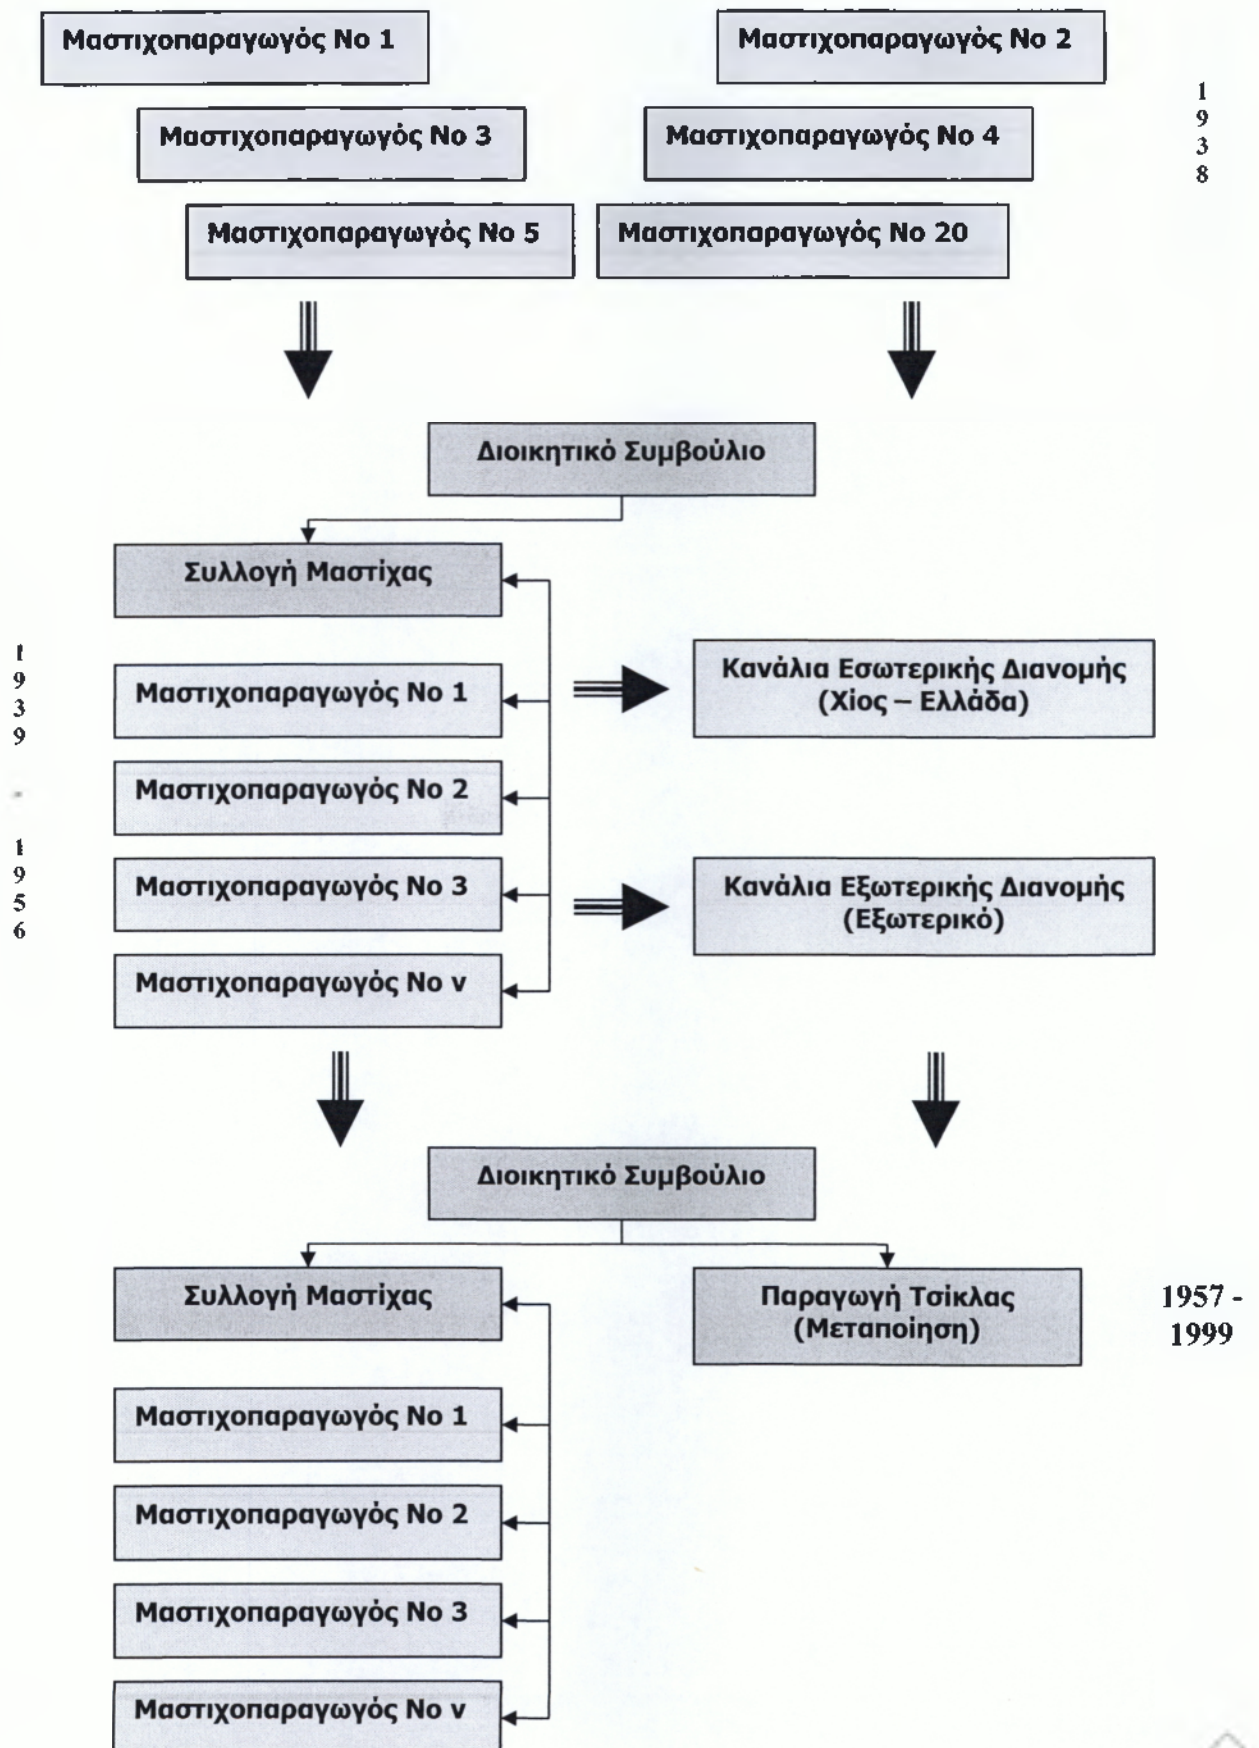 Μαστιχοπαραγωγός Νο 1
Μαστιχοπαραγωγός Νο 2
Μαστιχοπαραγωγός Νο 3
Μαστιχοπαραγωγός Νο 4
Μαστιχοπαραγωγός Νο 5
Μαστιχοπαραγωγός Νο 20
1
9
3
8
Διοικητικό Συμβούλιο
Συλλογή Μαστίχας
Μαστιχοπαραγωγός Νο 1
Μαστιχοπαραγωγός Νο 2
Μαστιχοπαραγωγός Νο 3
Μαστιχοπαραγωγός Νο ν
Κανάλια Εσωτερικής Διανομής
(Χίος – Ελλάδα)
Κανάλια Εξωτερικής Διανομής
(Εξωτερικό)
1
9
3
9
-
1
9
5
6
Διοικητικό Συμβούλιο
Συλλογή Μαστίχας
Παραγωγή Τσίκλας
(Μεταποίηση)
1957 -
1999
Μαστιχοπαραγωγός Νο 1
Μαστιχοπαραγωγός Νο 2
Μαστιχοπαραγωγός Νο 3
Μαστιχοπαραγωγός Νο ν